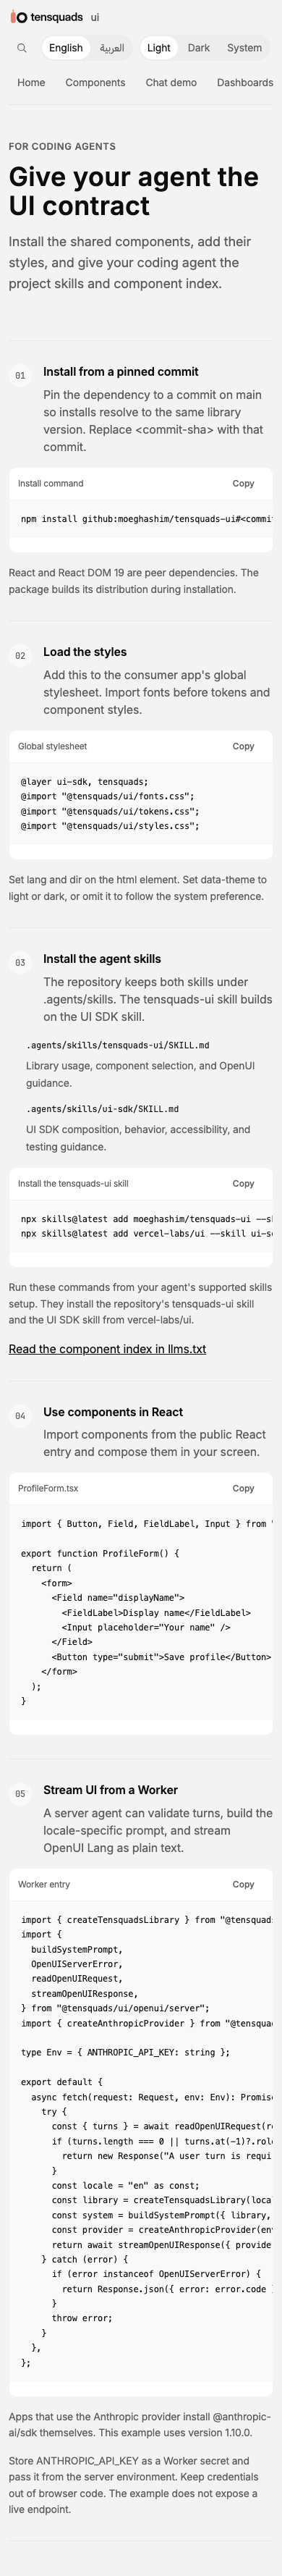 tensquads ui
English العربية Light Dark System
Home Components Chat demo Dashboards
FOR CODING AGENTS
Give your agent the
UI contract
Install the shared components, add their
styles, and give your coding agent the
project skills and component index.
01 Install from a pinned commit
Pin the dependency to a commit on main
so installs resolve to the same library
version. Replace <commit-sha> with that
commit.
Install command Copy
npm install github:moeghashim/tensquads-ui#<commit
React and React DOM 19 are peer dependencies. The
package builds its distribution during installation.
02 Load the styles
Add this to the consumer app's global
stylesheet. Import fonts before tokens and
component styles.
Global stylesheet Copy
@layer ui-sdk, tensquads;
@import "@tensquads/ui/fonts.css";
@import "@tensquads/ui/tokens.css";
@import "@tensquads/ui/styles.css";
Set lang and dir on the html element. Set data-theme to
light or dark, or omit it to follow the system preference.
03 Install the agent skills
The repository keeps both skills under
.agents/skills. The tensquads-ui skill builds
on the UI SDK skill.
.agents/skills/tensquads-ui/SKILL.md
Library usage, component selection, and OpenUI
guidance.
.agents/skills/ui-sdk/SKILL.md
UI SDK composition, behavior, accessibility, and
testing guidance.
Install the tensquads-ui skill Copy
npx skills@latest add moeghashim/tensquads-ui --sk
npx skills@latest add vercel-labs/ui --skill ui-sd
Run these commands from your agent's supported skills
setup. They install the repository's tensquads-ui skill
and the UI SDK skill from vercel-labs/ui.
Read the component index in llms.txt
04 Use components in React
Import components from the public React
entry and compose them in your screen.
ProfileForm.tsx Copy
import { Button, Field, FieldLabel, Input } from "
export function ProfileForm() {
return (
<form>
<Field name="displayName">
<FieldLabel>Display name</FieldLabel>
<Input placeholder="Your name" />
</Field>
<Button type="submit">Save profile</Button>
</form>
);
}
05 Stream UI from a Worker
A server agent can validate turns, build the
locale-specific prompt, and stream
OpenUI Lang as plain text.
Worker entry Copy
import { createTensquadsLibrary } from "@tensquads
import {
buildSystemPrompt,
OpenUIServerError,
readOpenUIRequest,
streamOpenUIResponse,
} from "@tensquads/ui/openui/server";
import { createAnthropicProvider } from "@tensquad
type Env = { ANTHROPIC_API_KEY: string };
export default {
async fetch(request: Request, env: Env): Promise
try {
const { turns } = await readOpenUIRequest(re
if (turns.length === 0 || turns.at(-1)?.role
return new Response("A user turn is requi
}
const locale = "en" as const;
const library = createTensquadsLibrary(loca
const system = buildSystemPrompt({ library,
const provider = createAnthropicProvider(env
return await streamOpenUIResponse({ provide
} catch (error) {
if (error instanceof OpenUIServerError) {
return Response.json({ error: error.code }
}
throw error;
}
},
};
Apps that use the Anthropic provider install @anthropic-
ai/sdk themselves. This example uses version 1.10.0.
Store ANTHROPIC_API_KEY as a Worker secret and
pass it from the server environment. Keep credentials
out of browser code. The example does not expose a
live endpoint.